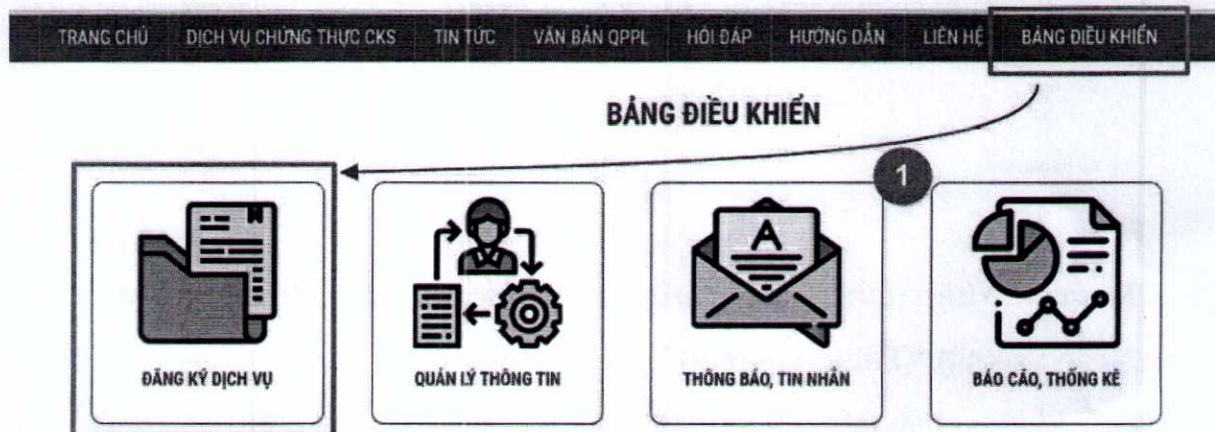 TRANG CHỦ DỊCH VỤ CHỨNG THỰC CKS TIN TỨC VĂN BẢN QPPL HỎI ĐÁP HƯỚNG DẪN LIÊN HỆ BẢNG ĐIỀU KHIỂN
BẢNG ĐIỀU KHIỂN
1
A
ĐĂNG KÝ DỊCH VỤ QUẢN LÝ THÔNG TIN THÔNG BÁO, TIN NHẮN BÁO CÁO, THỐNG KÊ